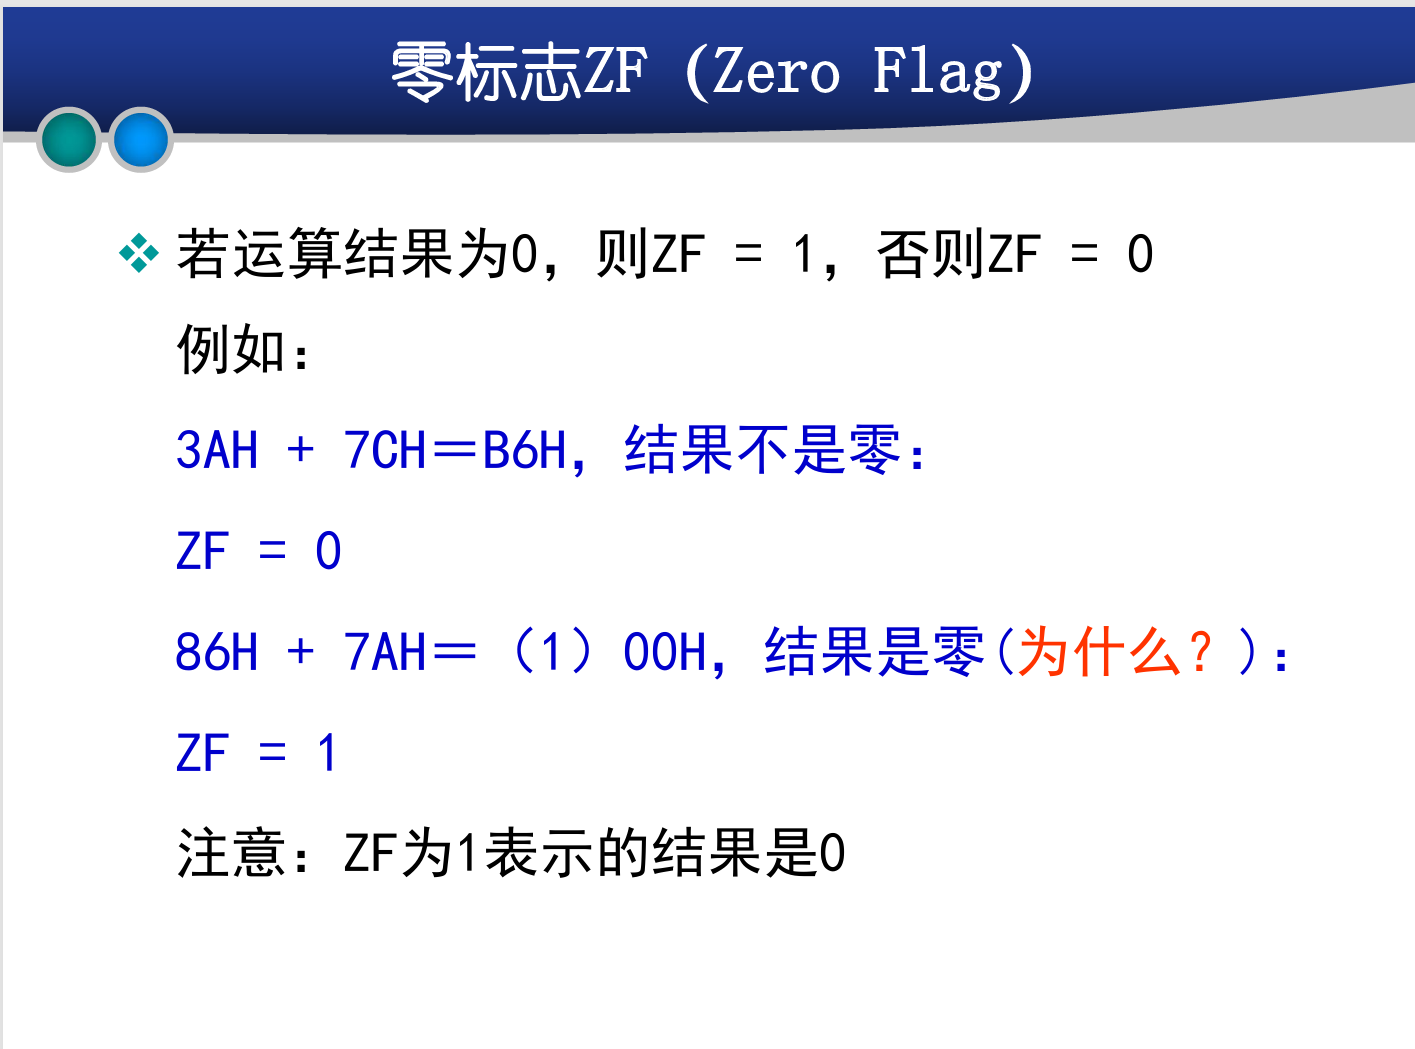 零标志ZF (Zero Flag)
若运算结果为0，则ZF = 1，否则ZF = 0
例如：
3AH + 7CH＝B6H，结果不是零：
ZF = 0
86H + 7AH＝（1）00H，结果是零(为什么？)：
ZF = 1
注意：ZF为1表示的结果是0